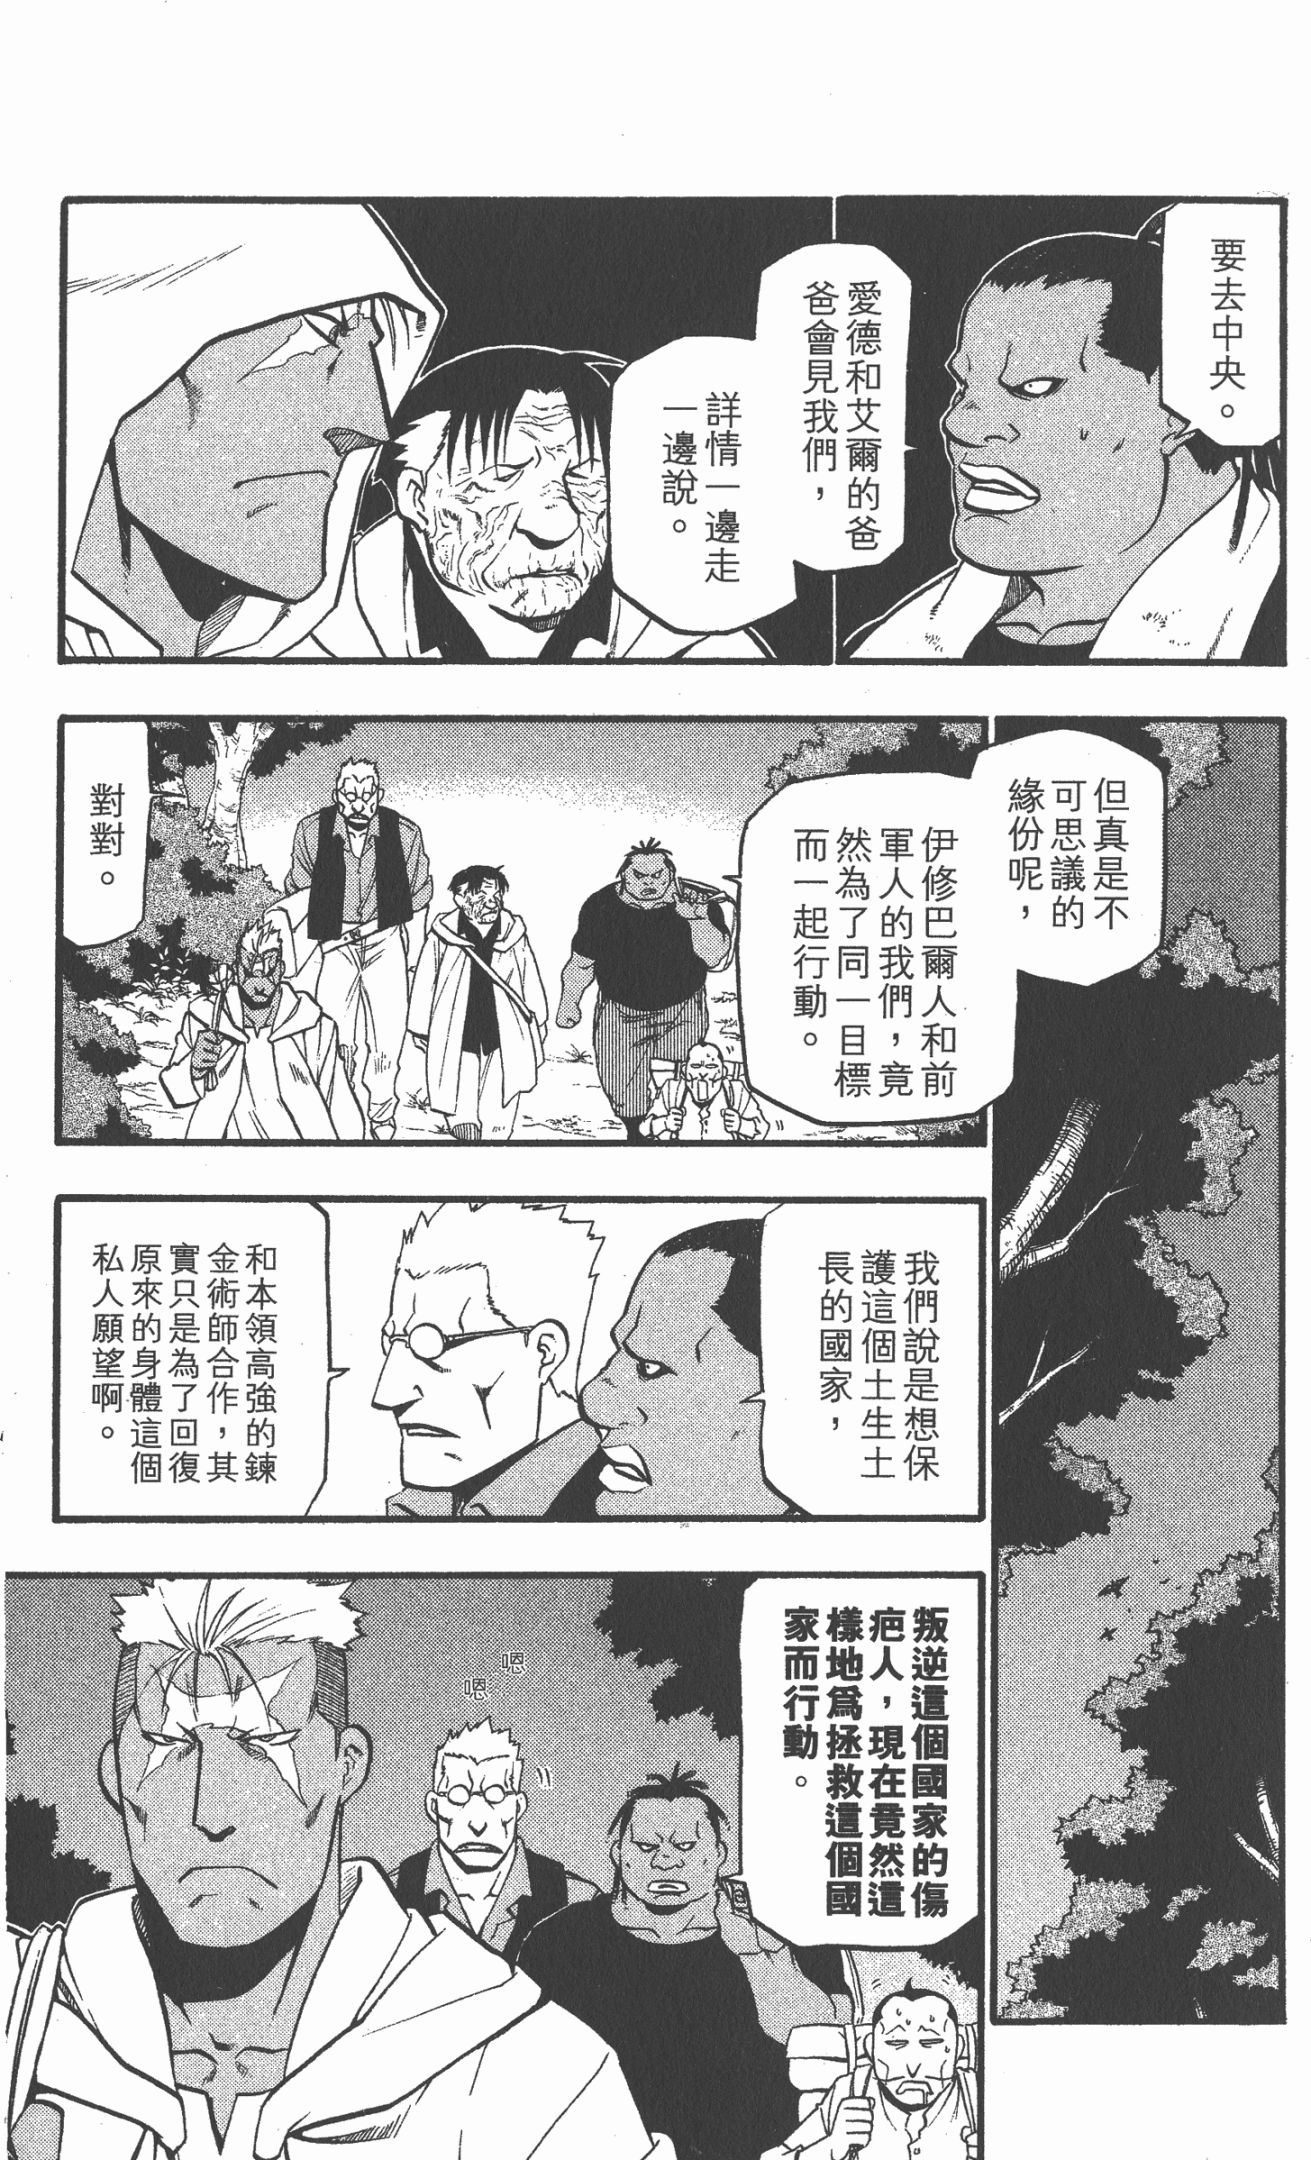 要去中央。
愛德和艾爾的爸
爸會見我們，
詳情一邊走
一邊說。
但真是不
可思議的
緣份呢，
伊修巴爾人和前
軍人的我們，竟
然為了同一目標
而一起行動。
對對。
我們說是想保
護這個土生土
長的國家，
和本領高強的鍊
金術師合作，其
實只是為了回復
原來的身體這個
私人願望啊。
叛逆這個國家的傷
疤人，現在竟然這
樣地為拯救這個國
家而行動。
嗯
嗯